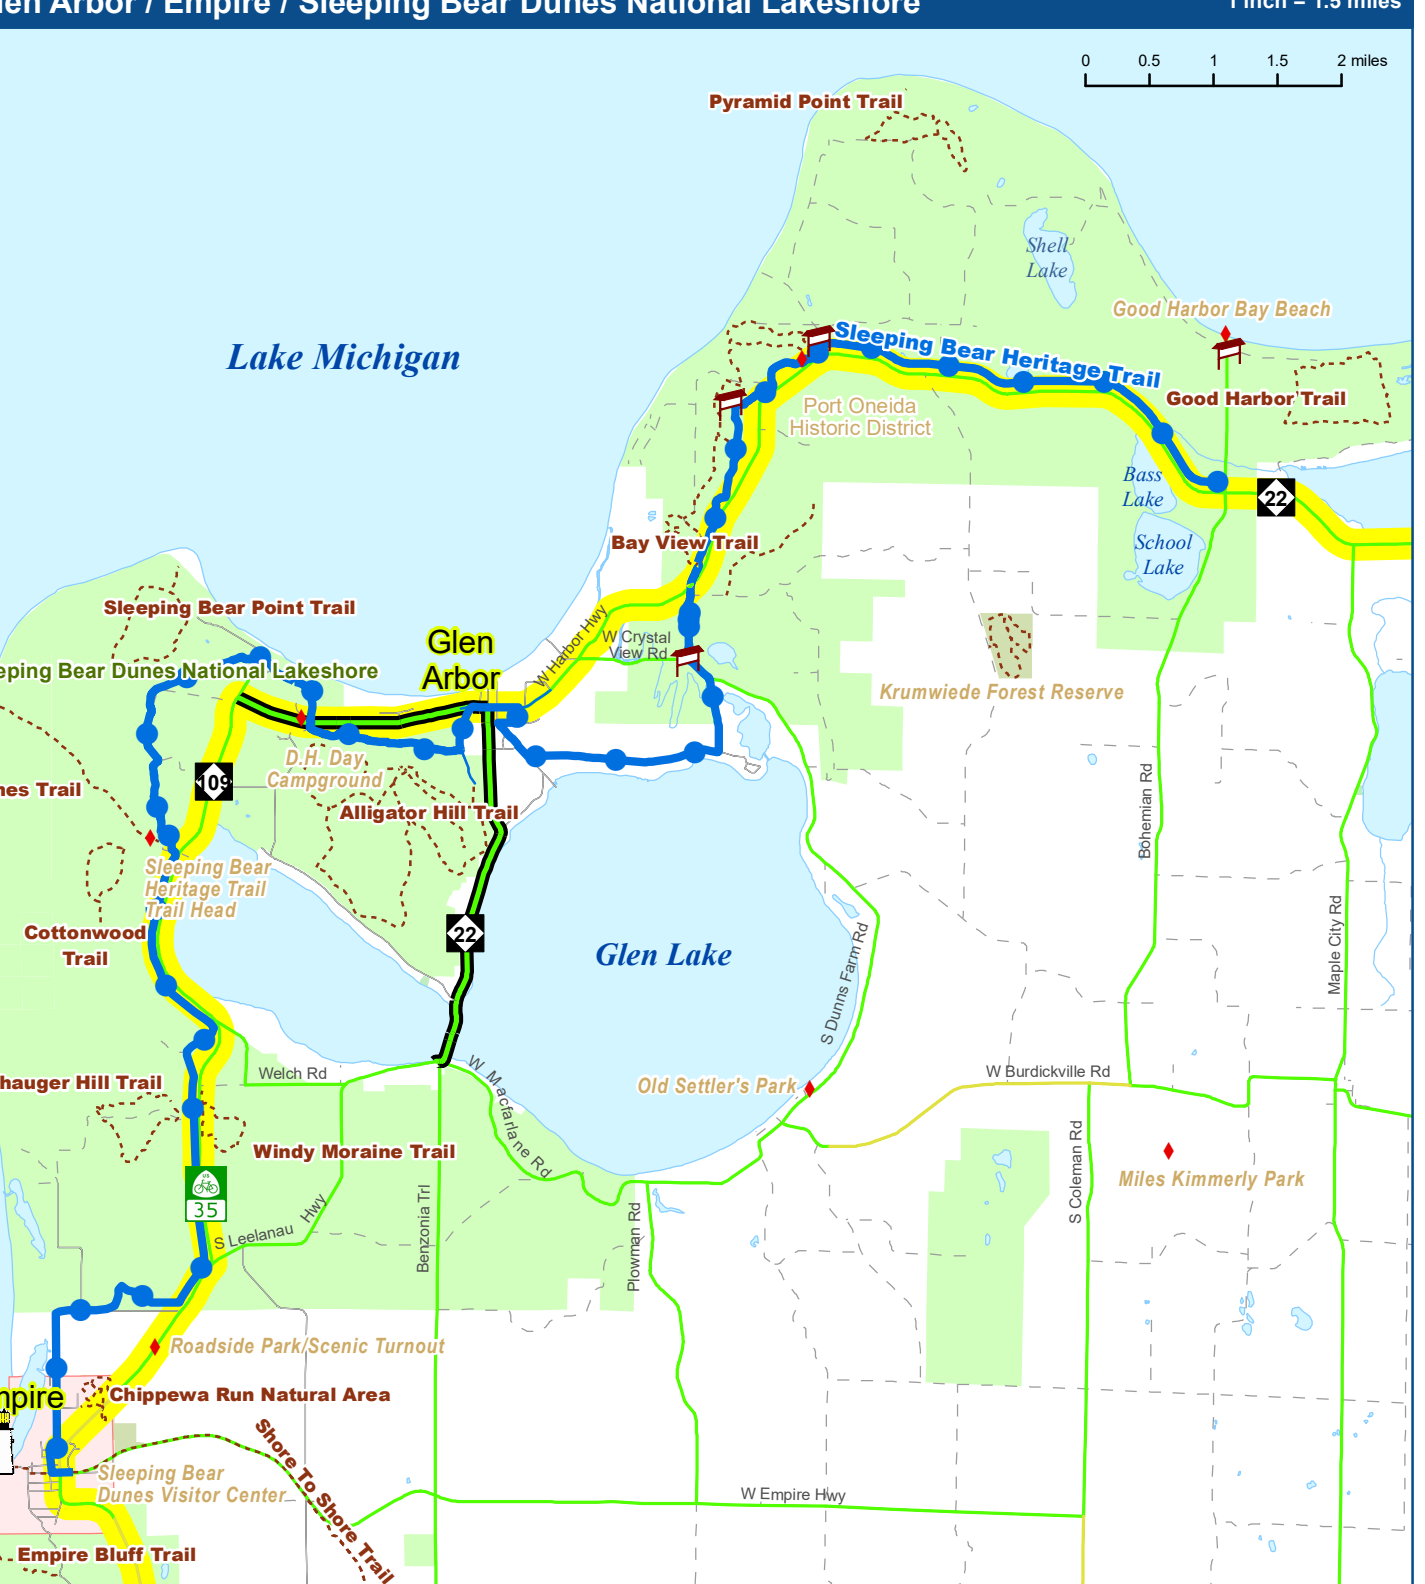 len Arbor / Empire / Sleeping Bear Dunes National Lakeshore
1 inch = 1.5 miles
0 0.5 1 1.5 2 miles
Pyramid Point Trail
Shell
Lake
Good Harbor Bay Beach
Lake Michigan
Sleeping Bear Heritage Trail
Good Harbor Trail
Port Oneida
Historic District
Bass
Lake
22
School
Lake
Bay View Trail
Sleeping Bear Point Trail
W Harbor Hwy
W Crystal
View Rd
Glen
Arbor
eping Bear Dunes National Lakeshore
Krumwiede Forest Reserve
D.H. Day
Campground
109
nes Trail
Alligator Hill Trail
Bohemian Rd
Sleeping Bear
Heritage Trail
Trail Head
Cottonwood
Trail
22
Glen Lake
S Dunns Farm Rd
Maple City Rd
Welch Rd
W Macfarlane Rd
W Burdickville Rd
Old Settler's Park
hauger Hill Trail
Windy Moraine Trail
S Coleman Rd
Miles Kimmerly Park
US
35
S Leelanau Hwy
Benzonia Trl
Plowman Rd
Roadside Park/Scenic Turnout
mpire
Chippewa Run Natural Area
Shore To Shore Trail
Sleeping Bear
Dunes Visitor Center
W Empire Hwy
Empire Bluff Trail